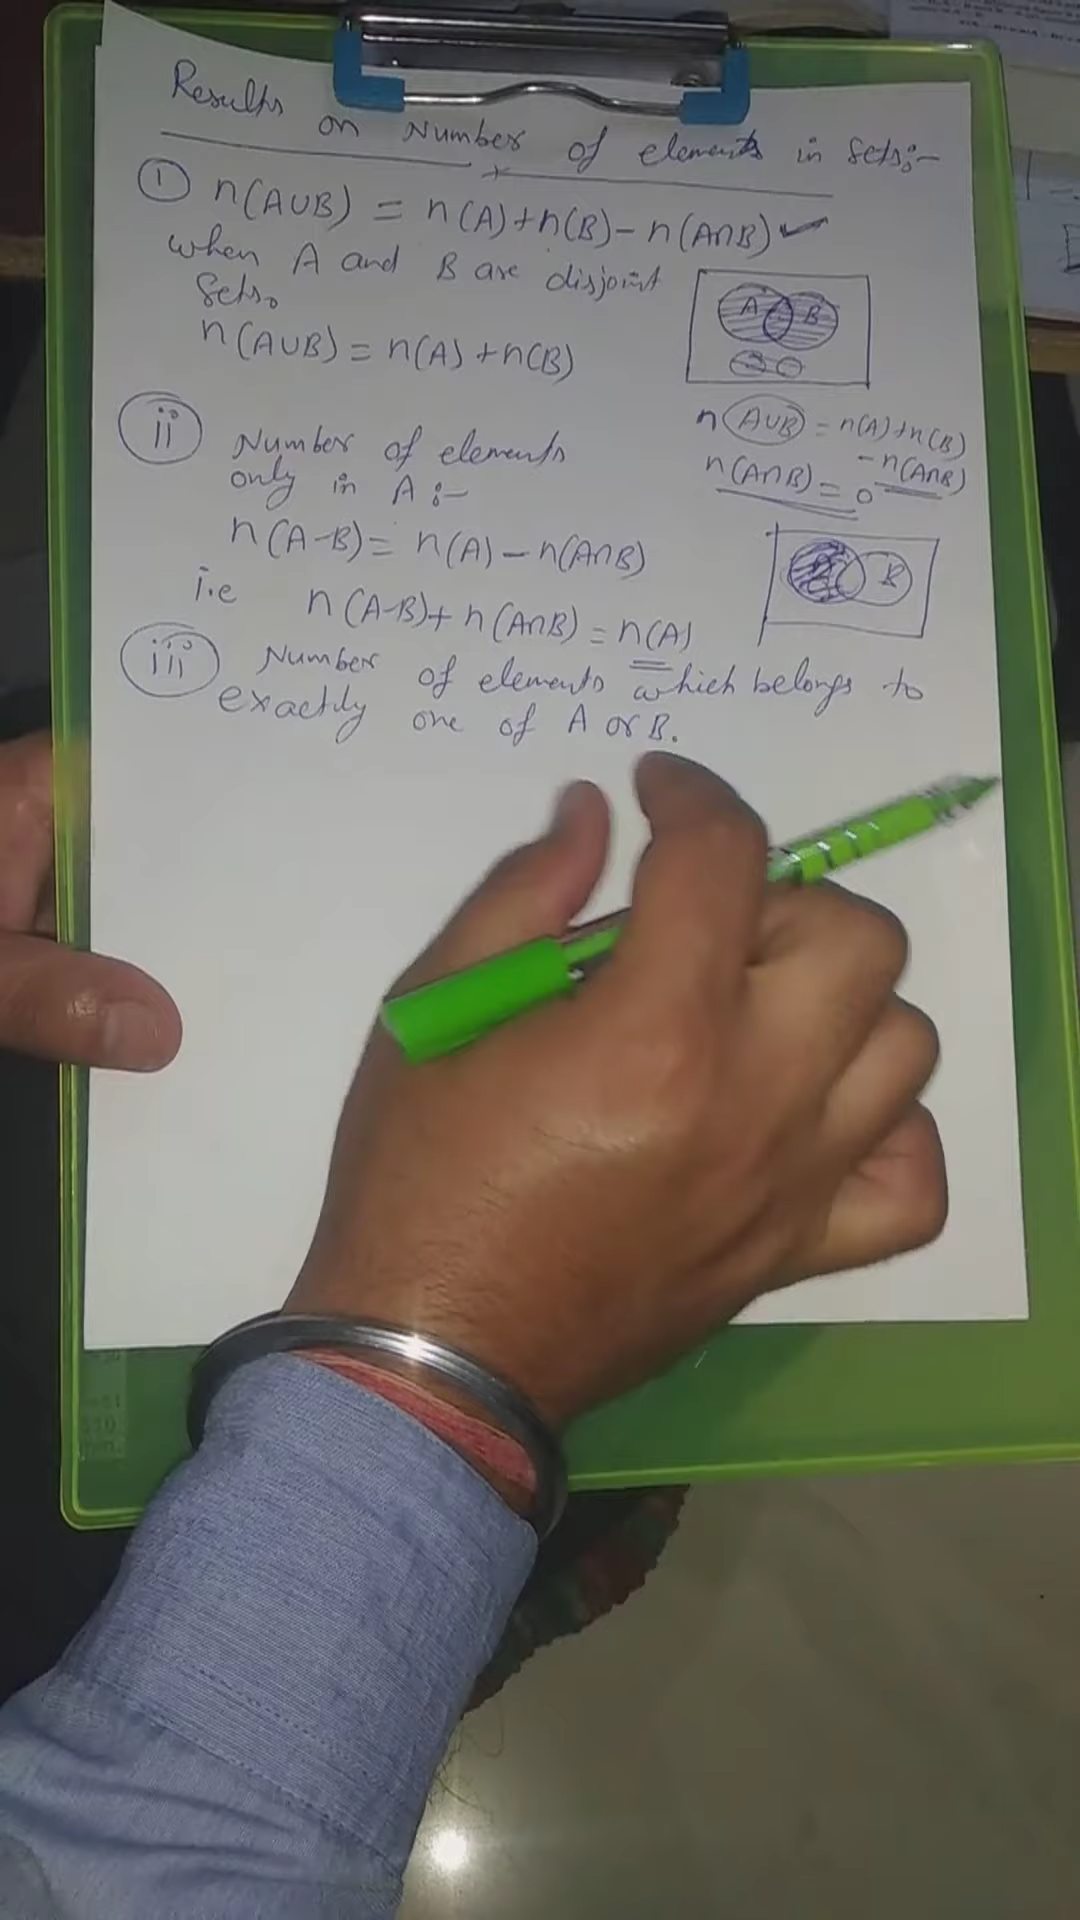 Results on Number of elements in Sets:-
(i) n(A∪B) = n(A)+n(B)-n(A∩B) ✓
when A and B are disjoint
Sets.
n(A∪B) = n(A)+n(B)
A B
n(A∪B) = n(A)+n(B)
-n(A∩B)
n(A∩B) = 0
(ii) Number of elements
only in A :-
n(A-B) = n(A)-n(A∩B)
i.e n(A-B)+n(A∩B) = n(A)
A B
(iii) Number of elements which belongs to
exactly one of A or B.